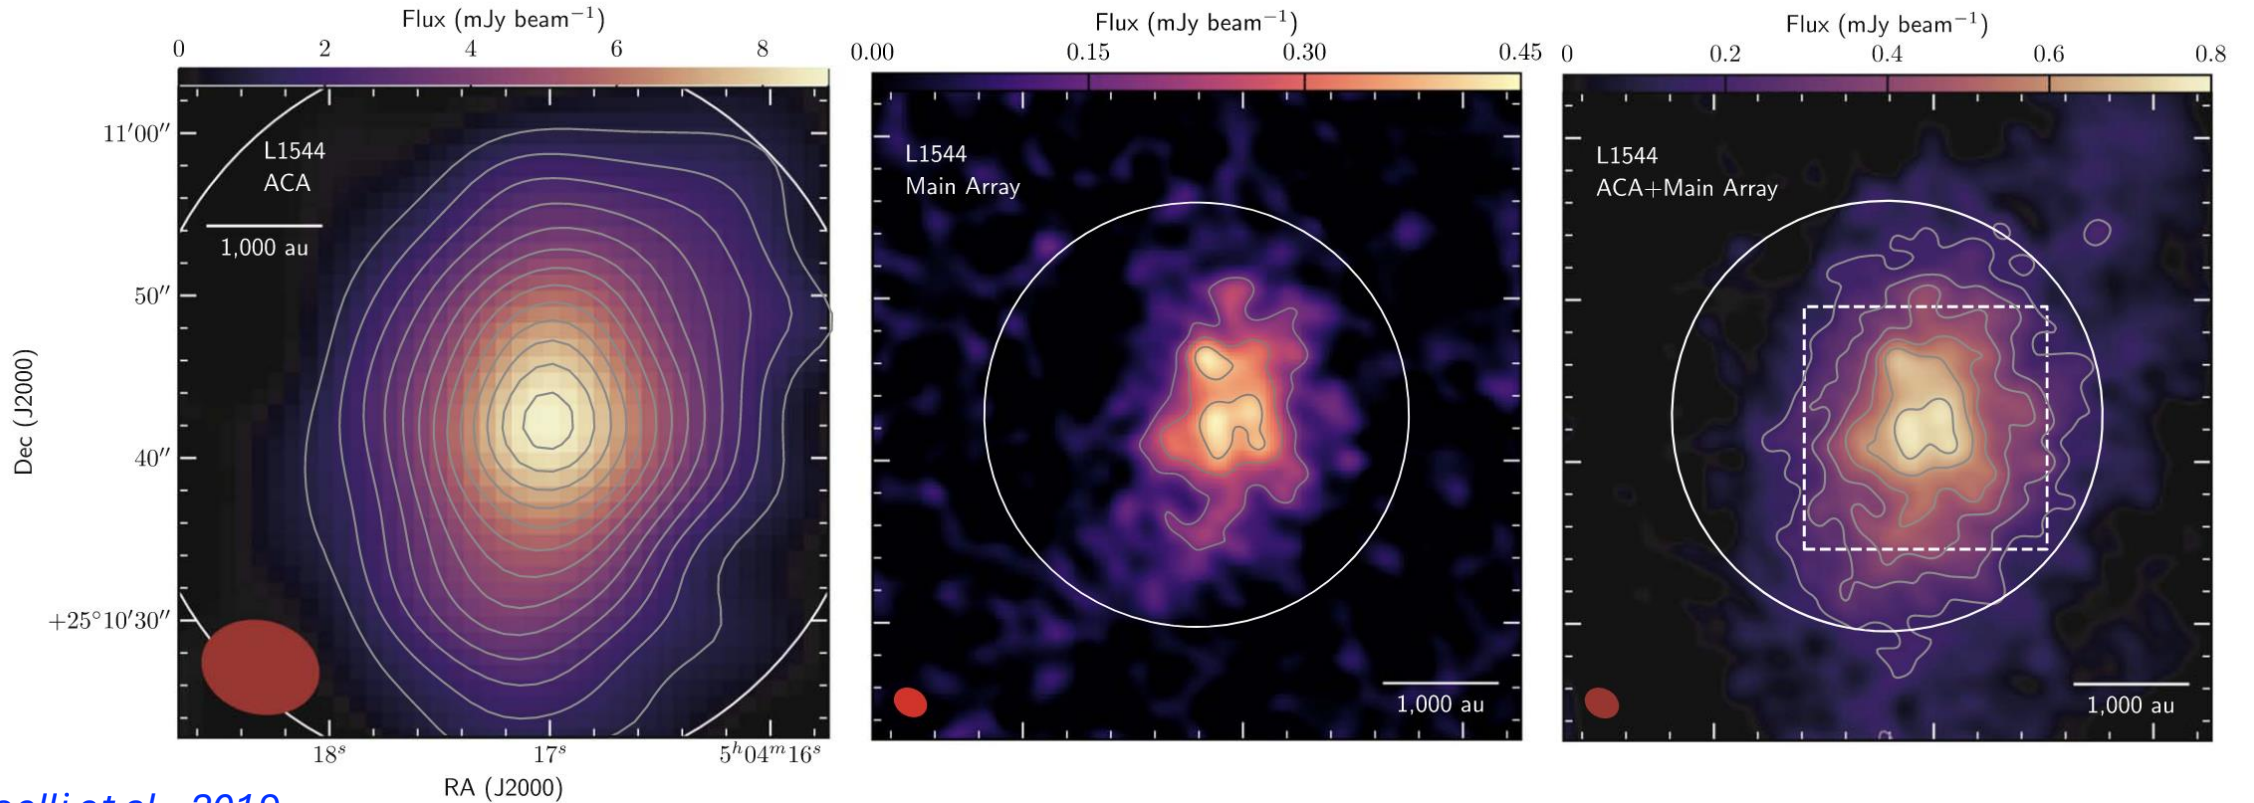 Flux (mJy beam⁻¹)
0 2 4 6 8
L1544
ACA
1,000 au
11′00″
50″
40″
+25°10′30″
Dec (J2000)
18ˢ 17ˢ 5ʰ04ᵐ16ˢ
RA (J2000)
Flux (mJy beam⁻¹)
0.00 0.15 0.30 0.45
L1544
Main Array
1,000 au
Flux (mJy beam⁻¹)
0 0.2 0.4 0.6 0.8
L1544
ACA+Main Array
1,000 au
et al., 2019